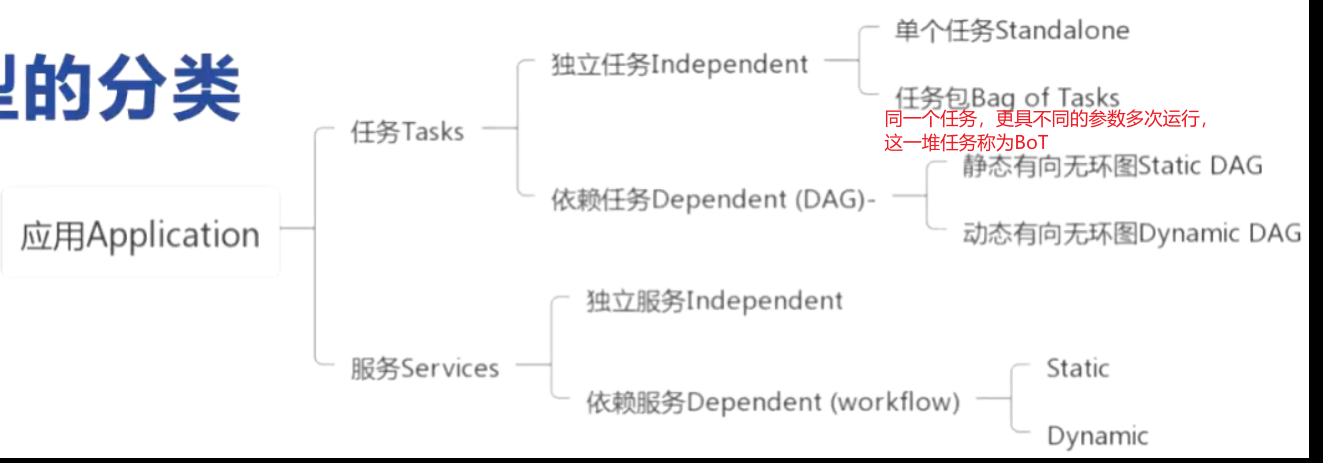 型的分类
单个任务Standalone
独立任务Independent
任务包Bag of Tasks
同一个任务，更具不同的参数多次运行，
这一堆任务称为BoT
任务Tasks
静态有向无环图Static DAG
依赖任务Dependent (DAG)-
动态有向无环图Dynamic DAG
应用Application
独立服务Independent
服务Services
Static
依赖服务Dependent (workflow)
Dynamic